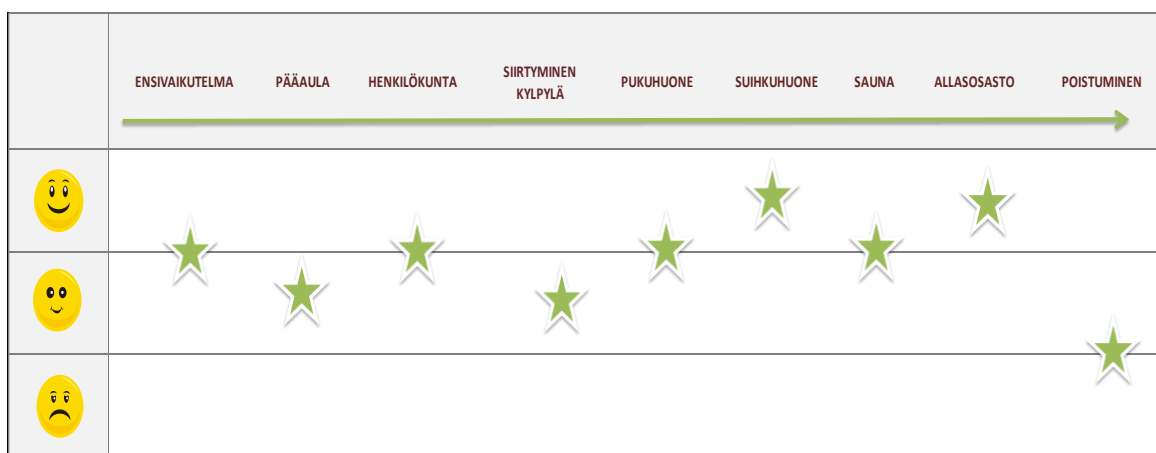 ENSIVAIKUTELMA PÄÄAULA HENKILÖKUNTA SIIRTYMINEN KYLPYLÄ PUKUHUONE SUIHKUHUONE SAUNA ALLASOSASTO POISTUMINEN